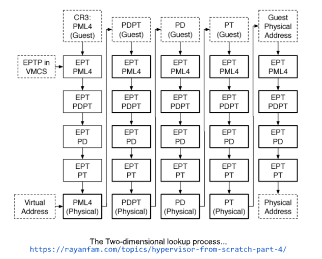 CR3:
PML4
(Guest)
PDPT
(Guest)
PD
(Guest)
PT
(Guest)
Guest
Physical
Address
EPTP in
VMCS
EPT
PML4
EPT
PML4
EPT
PML4
EPT
PML4
EPT
PML4
EPT
PDPT
EPT
PDPT
EPT
PDPT
EPT
PDPT
EPT
PDPT
EPT
PD
EPT
PD
EPT
PD
EPT
PD
EPT
PD
EPT
PT
EPT
PT
EPT
PT
EPT
PT
EPT
PT
Virtual
Address
PML4
(Physical)
PDPT
(Physical)
PD
(Physical)
PT
(Physical)
Physical
Address
The Two-dimensional lookup process...
https://rayanfam.com/topics/hypervisor-from-scratch-part-4/